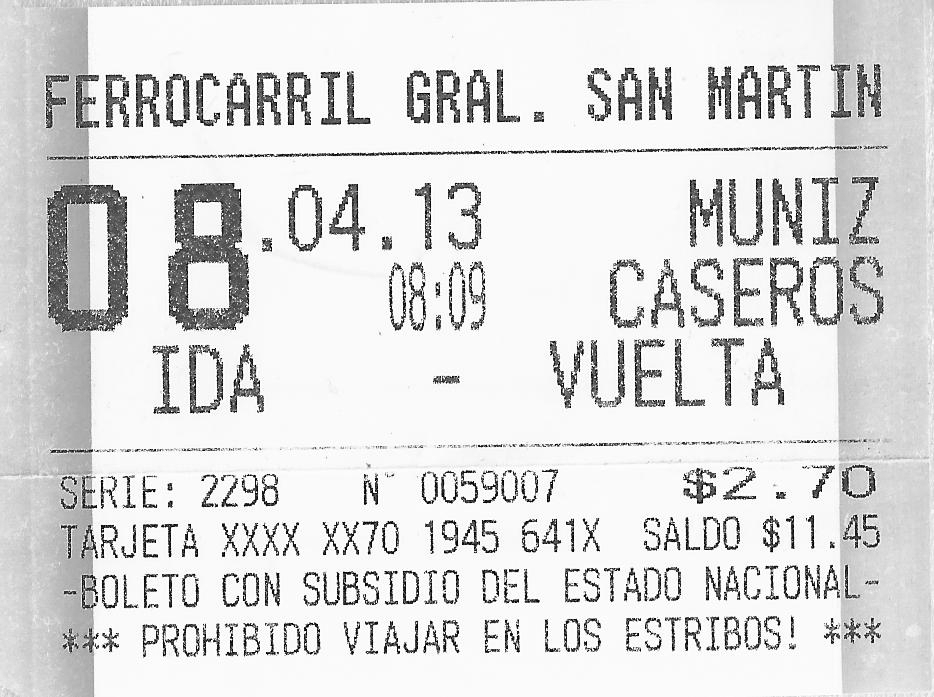 FERROCARRIL GRAL. SAN MARTIN
08.04.13 MUNIZ
08:09 CASEROS
IDA - VUELTA
SERIE: 2298 N° 0059007 $2.70
TARJETA XXXX XX70 1945 641X SALDO $11.45
-BOLETO CON SUBSIDIO DEL ESTADO NACIONAL-
*** PROHIBIDO VIAJAR EN LOS ESTRIBOS! ***